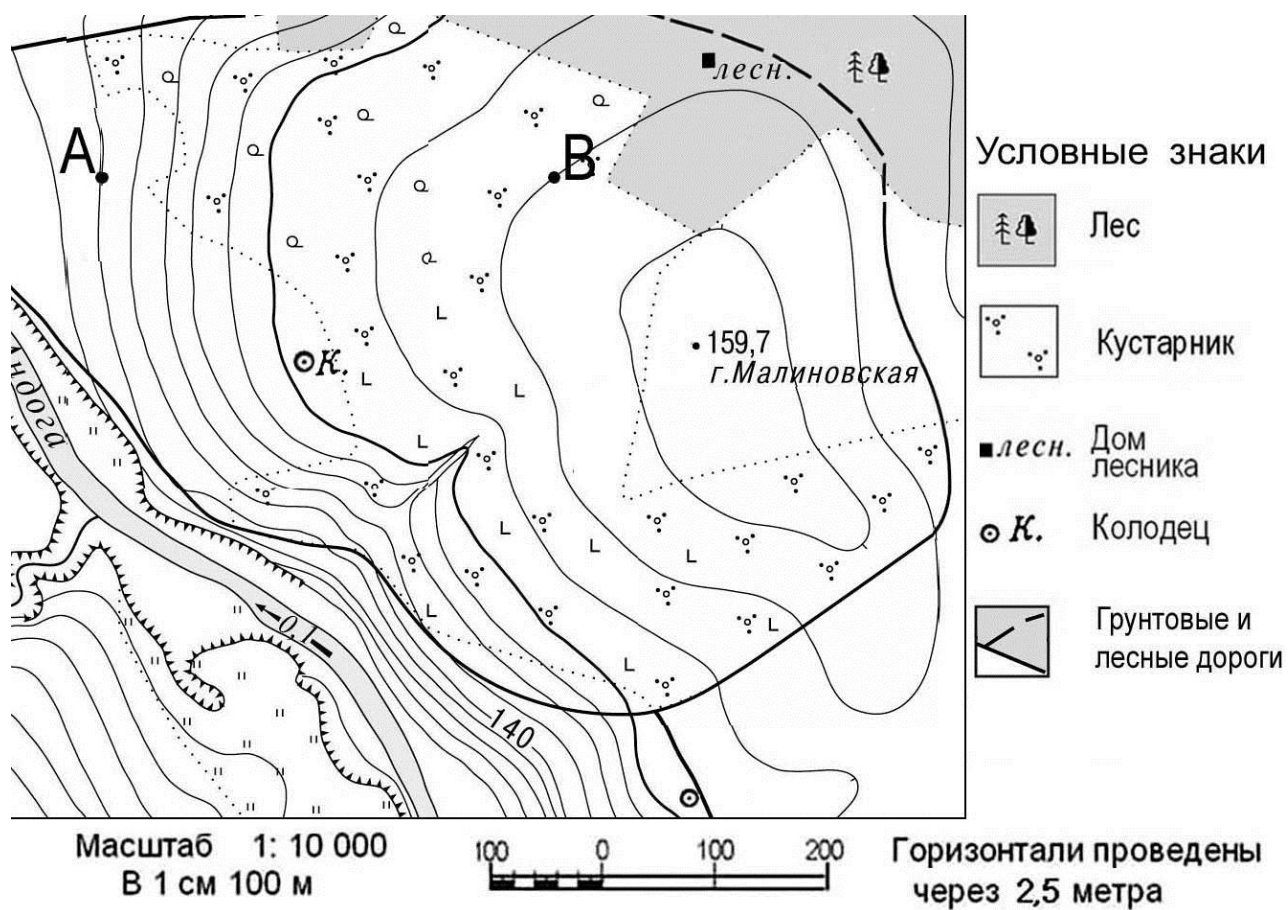 лесн.
А
В
Условные знаки
Лес
159,7
г.Малиновская
К.
Кустарник
Андога
лесн. Дом
лесника
К. Колодец
0,1
Грунтовые и
лесные дороги
140
Масштаб 1: 10 000
В 1 см 100 м
100 0 100 200
Горизонтали проведены
через 2,5 метра